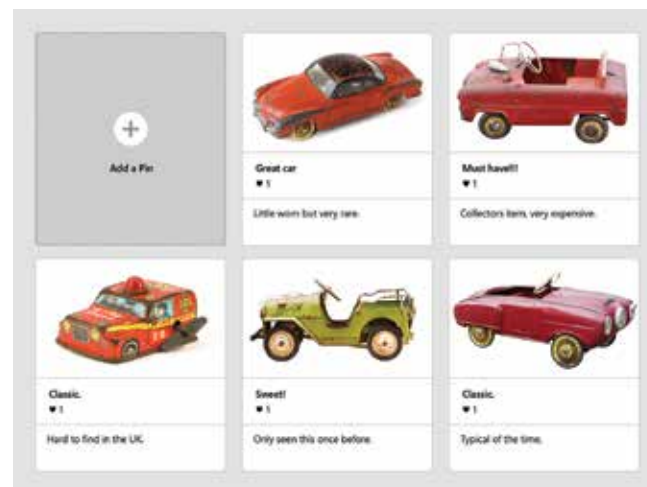 Add a Pin
Great car
♥ 1
Little worn but very rare.
Must have!!!
♥ 1
Collectors item, very expensive.
Classic.
♥ 1
Hard to find in the UK.
Sweet!
♥ 1
Only seen this once before.
Classic.
♥ 1
Typical of the time.